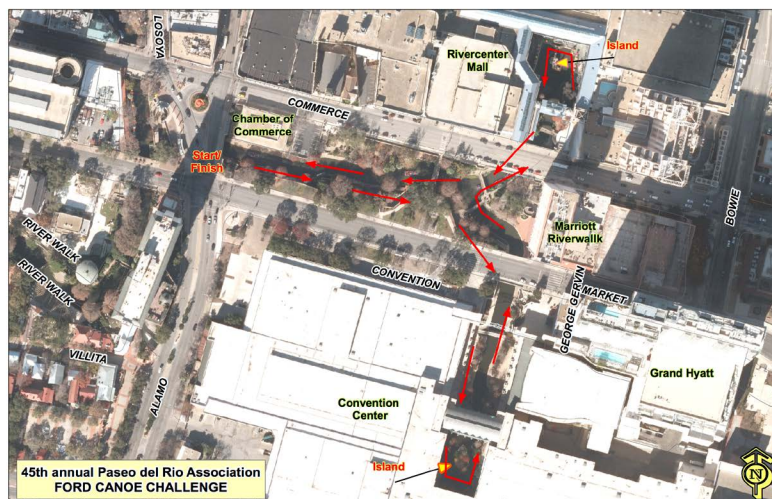 LOSOYA
Rivercenter
Mall
Island
COMMERCE
Chamber of
Commerce
Start/
Finish
BOWIE
RIVER WALK
RIVER WALK
Marriott
Riverwalk
CONVENTION
GEORGE GERVIN
MARKET
VILLITA
ALAMO
Grand Hyatt
Convention
Center
Island
45th annual Paseo del Rio Association
FORD CANOE CHALLENGE
N